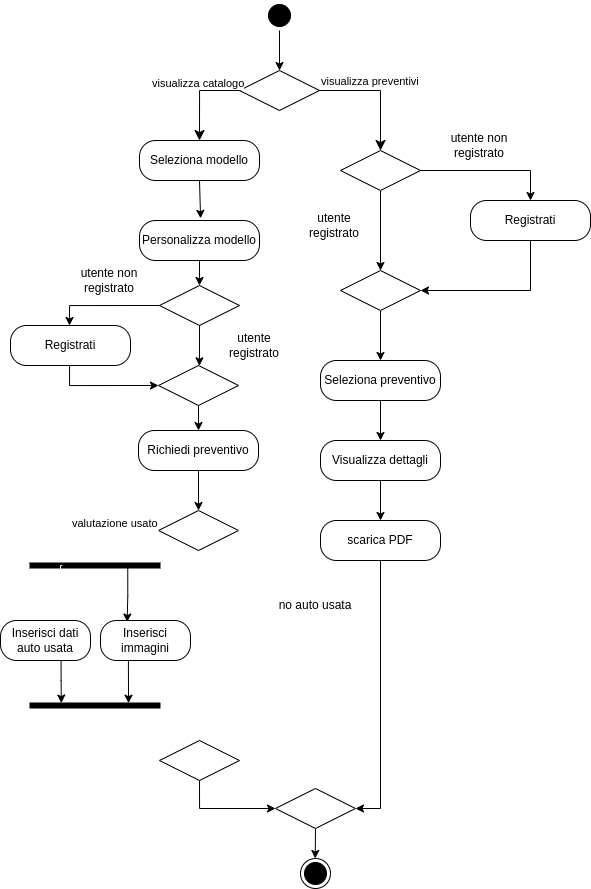 visualizza catalogo
visualizza preventivi
Seleziona modello
utente non
registrato
Personalizza modello
utente
registrato
Registrati
utente non
registrato
Registrati
utente
registrato
Seleziona preventivo
Richiedi preventivo
Visualizza dettagli
valutazione usato
scarica PDF
no auto usata
Inserisci dati
auto usata
Inserisci
immagini